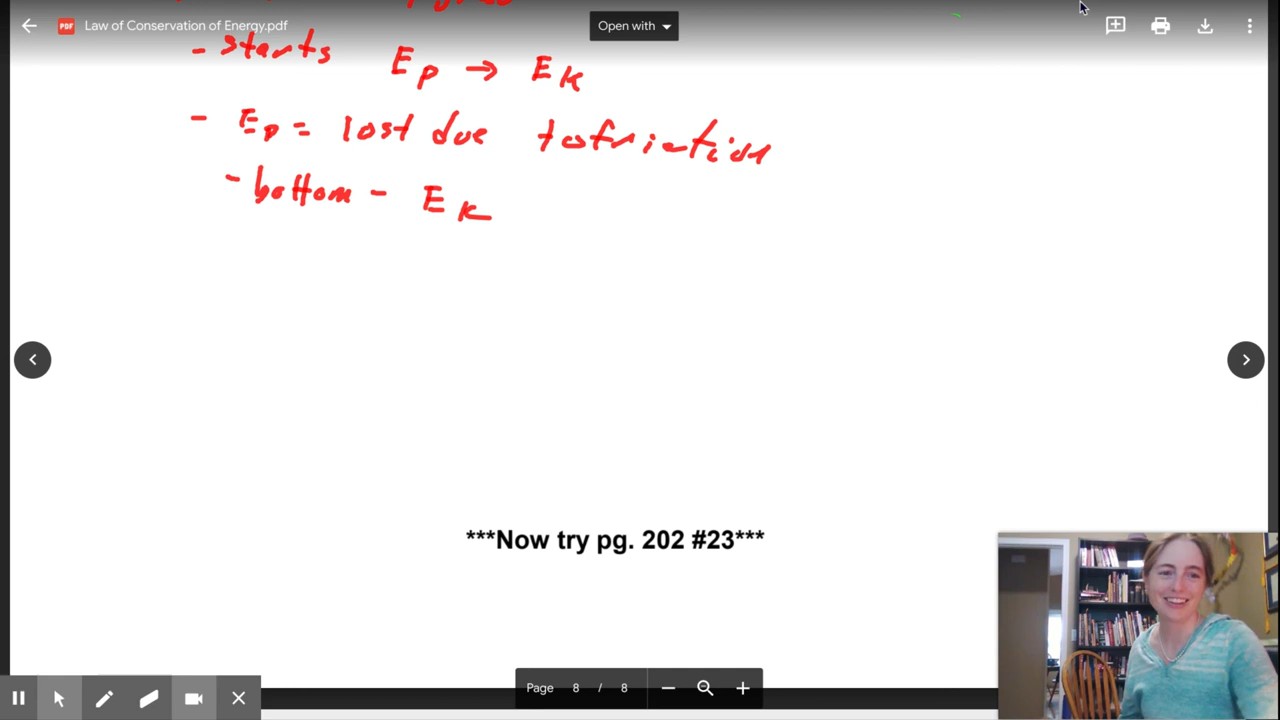 Law of Conservation of Energy.pdf
Open with
- starts Ep → Ek
- Ep = lost due to friction
- bottom - Ek
***Now try pg. 202 #23***
Page 8 / 8